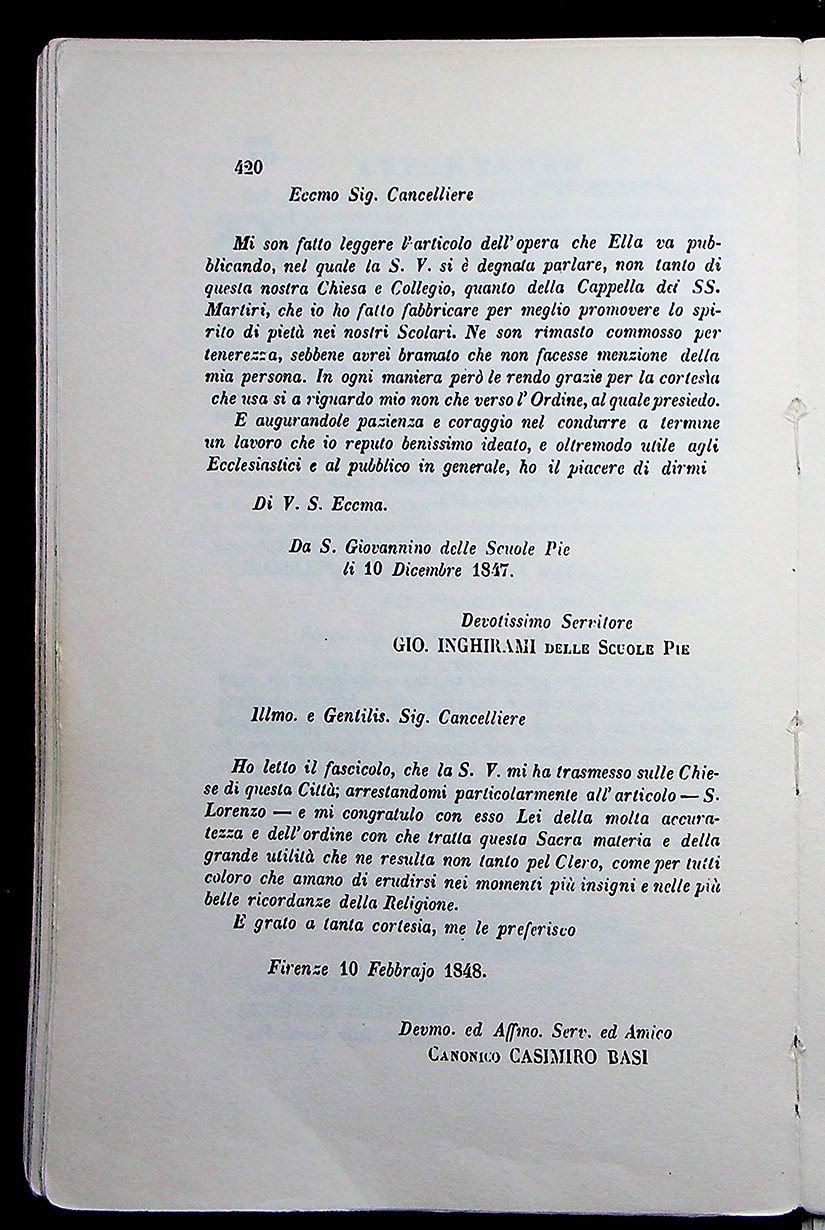 420
Eccmo Sig. Cancelliere
Mi son fatto leggere l'articolo dell'opera che Ella va pub-
blicando, nel quale la S. V. si è degnata parlare, non tanto di
questa nostra Chiesa e Collegio, quanto della Cappella dei SS.
Martiri, che io ho fatto fabbricare per meglio promovere lo spi-
rito di pietà nei nostri Scolari. Ne son rimasto commosso per
tenerezza, sebbene avrei bramato che non facesse menzione della
mia persona. In ogni maniera però le rendo grazie per la cortesìa
che usa si a riguardo mio non che verso l'Ordine, al quale presiedo.
E augurandole pazienza e coraggio nel condurre a termine
un lavoro che io reputo benissimo ideato, e oltremodo utile agli
Ecclesiastici e al pubblico in generale, ho il piacere di dirmi
Di V. S. Eccma.
Da S. Giovannino delle Scuole Pie
li 10 Dicembre 1847.
Devotissimo Servitore
GIO. INGHIRAMI DELLE SCUOLE PIE
Illmo. e Gentilis. Sig. Cancelliere
Ho letto il fascicolo, che la S. V. mi ha trasmesso sulle Chie-
se di questa Città; arrestandomi particolarmente all'articolo — S.
Lorenzo — e mi congratulo con esso Lei della molta accura-
tezza e dell'ordine con che tratta questa Sacra materia e della
grande utilità che ne resulta non tanto pel Clero, come per tutti
coloro che amano di erudirsi nei momenti più insigni e nelle più
belle ricordanze della Religione.
E grato a tanta cortesia, me le preferisco
Firenze 10 Febbrajo 1848.
Devmo. ed Affmo. Serv. ed Amico
CANONICO CASIMIRO BASI